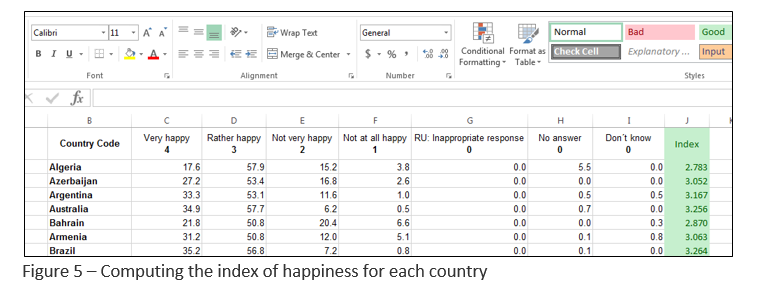 Calibri 11 A A Wrap Text General Normal Bad Good
B I U A Merge & Center $ % , .00 .0 Conditional Format as Check Cell Explanatory ... Input
Formatting Table
Font Alignment Number Styles
fx
B C D E F G H I J
Country Code Very happy Rather happy Not very happy Not at all happy RU: Inappropriate response No answer Don´t know Index
4 3 2 1 0 0 0
Algeria 17.6 57.9 15.2 3.8 0.0 5.5 0.0 2.783
Azerbaijan 27.2 53.4 16.8 2.6 0.0 0.0 0.0 3.052
Argentina 33.3 53.1 11.6 1.0 0.0 0.5 0.5 3.167
Australia 34.9 57.7 6.2 0.5 0.0 0.7 0.0 3.256
Bahrain 21.8 50.8 20.4 6.6 0.0 0.0 0.3 2.870
Armenia 31.2 50.8 12.0 5.1 0.0 0.1 0.8 3.063
Brazil 35.2 56.8 7.2 0.8 0.0 0.1 0.0 3.264
Figure 5 – Computing the index of happiness for each country